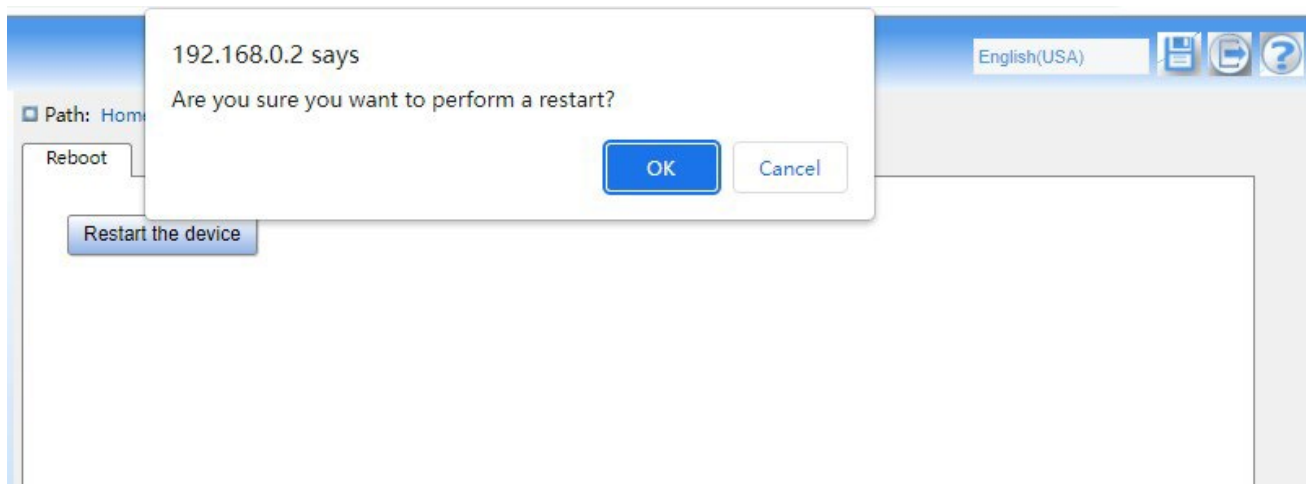 192.168.0.2 says
English(USA)
Are you sure you want to perform a restart?
Path: Home
Reboot
OK
Cancel
Restart the device